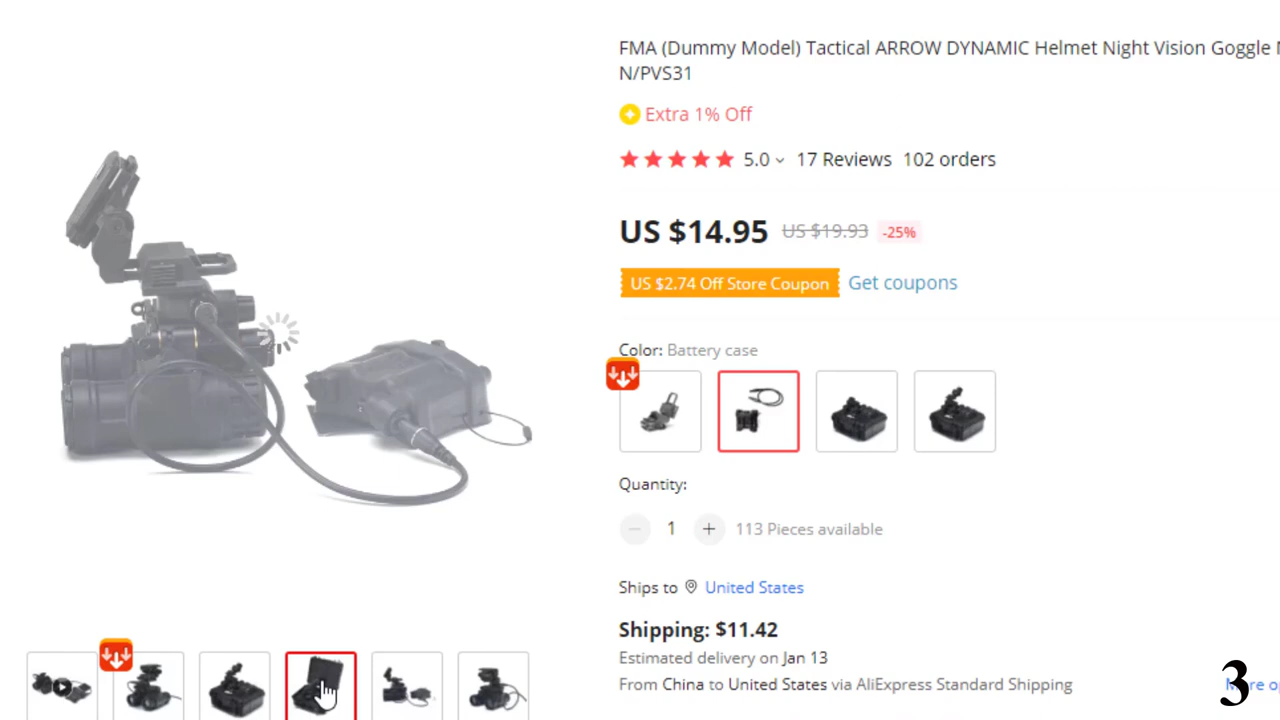 FMA (Dummy Model) Tactical ARROW DYNAMIC Helmet Night Vision Goggle
N/PVS31
Extra 1% Off
5.0 17 Reviews 102 orders
US $14.95 US $19.93 -25%
US $2.74 Off Store Coupon Get coupons
Color: Battery case
Quantity:
1 113 Pieces available
Ships to United States
Shipping: $11.42
Estimated delivery on Jan 13
From China to United States via AliExpress Standard Shipping
3